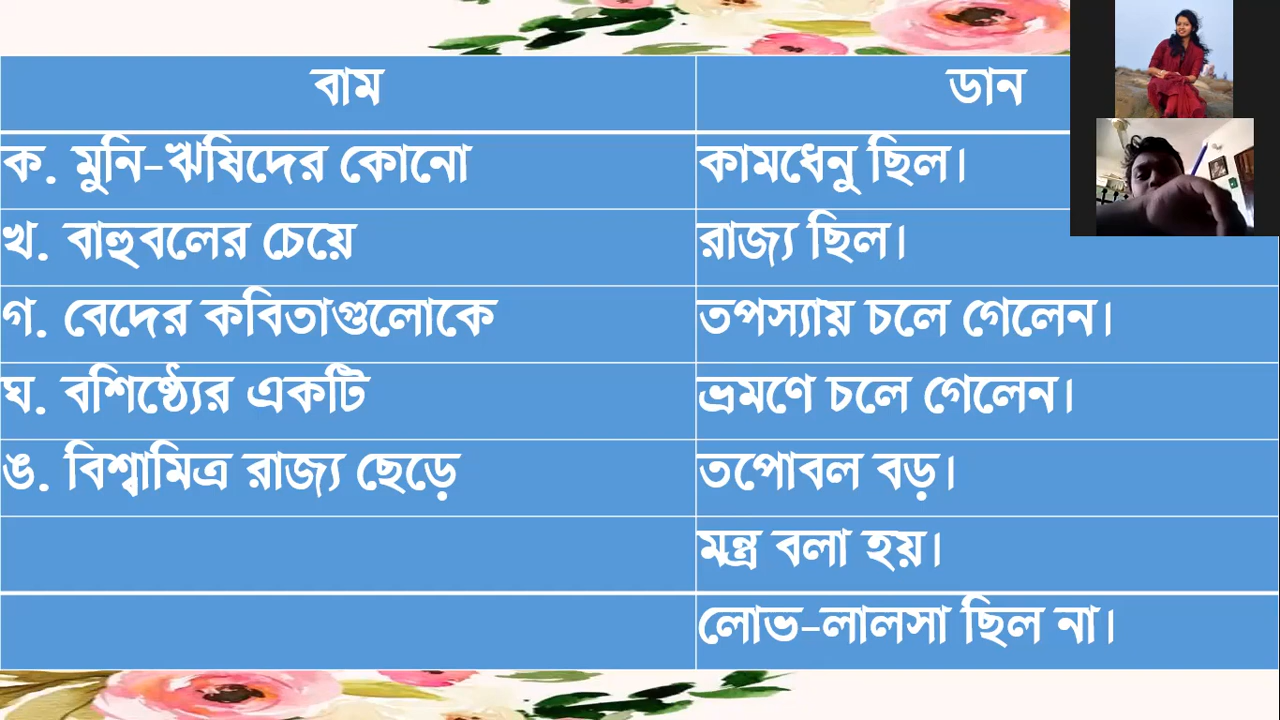 বাম ডান
ক. মুনি-ঋষিদের কোনো কামধেনু ছিল।
খ. বাহুবলের চেয়ে রাজ্য ছিল।
গ. বেদের কবিতাগুলোকে তপস্যায় চলে গেলেন।
ঘ. বশিষ্ঠ্যের একটি ভ্রমণে চলে গেলেন।
ঙ. বিশ্বামিত্র রাজ্য ছেড়ে তপোবল বড়।
মন্ত্র বলা হয়।
লোভ-লালসা ছিল না।